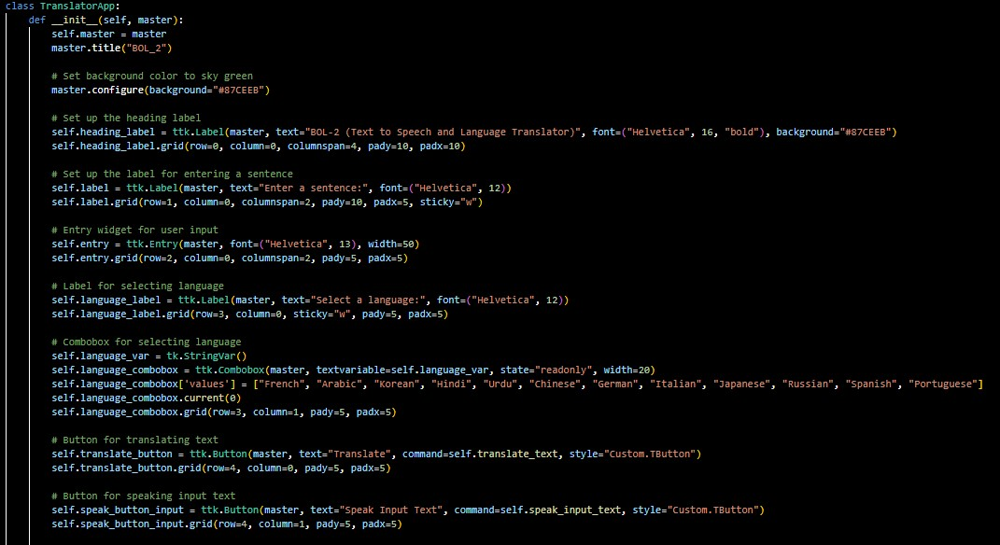 class TranslatorApp:
    def __init__(self, master):
        self.master = master
        master.title("BOL_2")

        # Set background color to sky green
        master.configure(background="#87CEEB")

        # Set up the heading label
        self.heading_label = ttk.Label(master, text="BOL-2 (Text to Speech and Language Translator)", font=("Helvetica", 16, "bold"), background="#87CEEB")
        self.heading_label.grid(row=0, column=0, columnspan=4, pady=10, padx=10)

        # Set up the label for entering a sentence
        self.label = ttk.Label(master, text="Enter a sentence:", font=("Helvetica", 12))
        self.label.grid(row=1, column=0, columnspan=2, pady=10, padx=5, sticky="w")

        # Entry widget for user input
        self.entry = ttk.Entry(master, font=("Helvetica", 13), width=50)
        self.entry.grid(row=2, column=0, columnspan=2, pady=5, padx=5)

        # Label for selecting language
        self.language_label = ttk.Label(master, text="Select a language:", font=("Helvetica", 12))
        self.language_label.grid(row=3, column=0, sticky="w", pady=5, padx=5)

        # Combobox for selecting language
        self.language_var = tk.StringVar()
        self.language_combobox = ttk.Combobox(master, textvariable=self.language_var, state="readonly", width=20)
        self.language_combobox['values'] = ["French", "Arabic", "Korean", "Hindi", "Urdu", "Chinese", "German", "Italian", "Japanese", "Russian", "Spanish", "Portuguese"]
        self.language_combobox.current(0)
        self.language_combobox.grid(row=3, column=1, pady=5, padx=5)

        # Button for translating text
        self.translate_button = ttk.Button(master, text="Translate", command=self.translate_text, style="Custom.TButton")
        self.translate_button.grid(row=4, column=0, pady=5, padx=5)

        # Button for speaking input text
        self.speak_button_input = ttk.Button(master, text="Speak Input Text", command=self.speak_input_text, style="Custom.TButton")
        self.speak_button_input.grid(row=4, column=1, pady=5, padx=5)